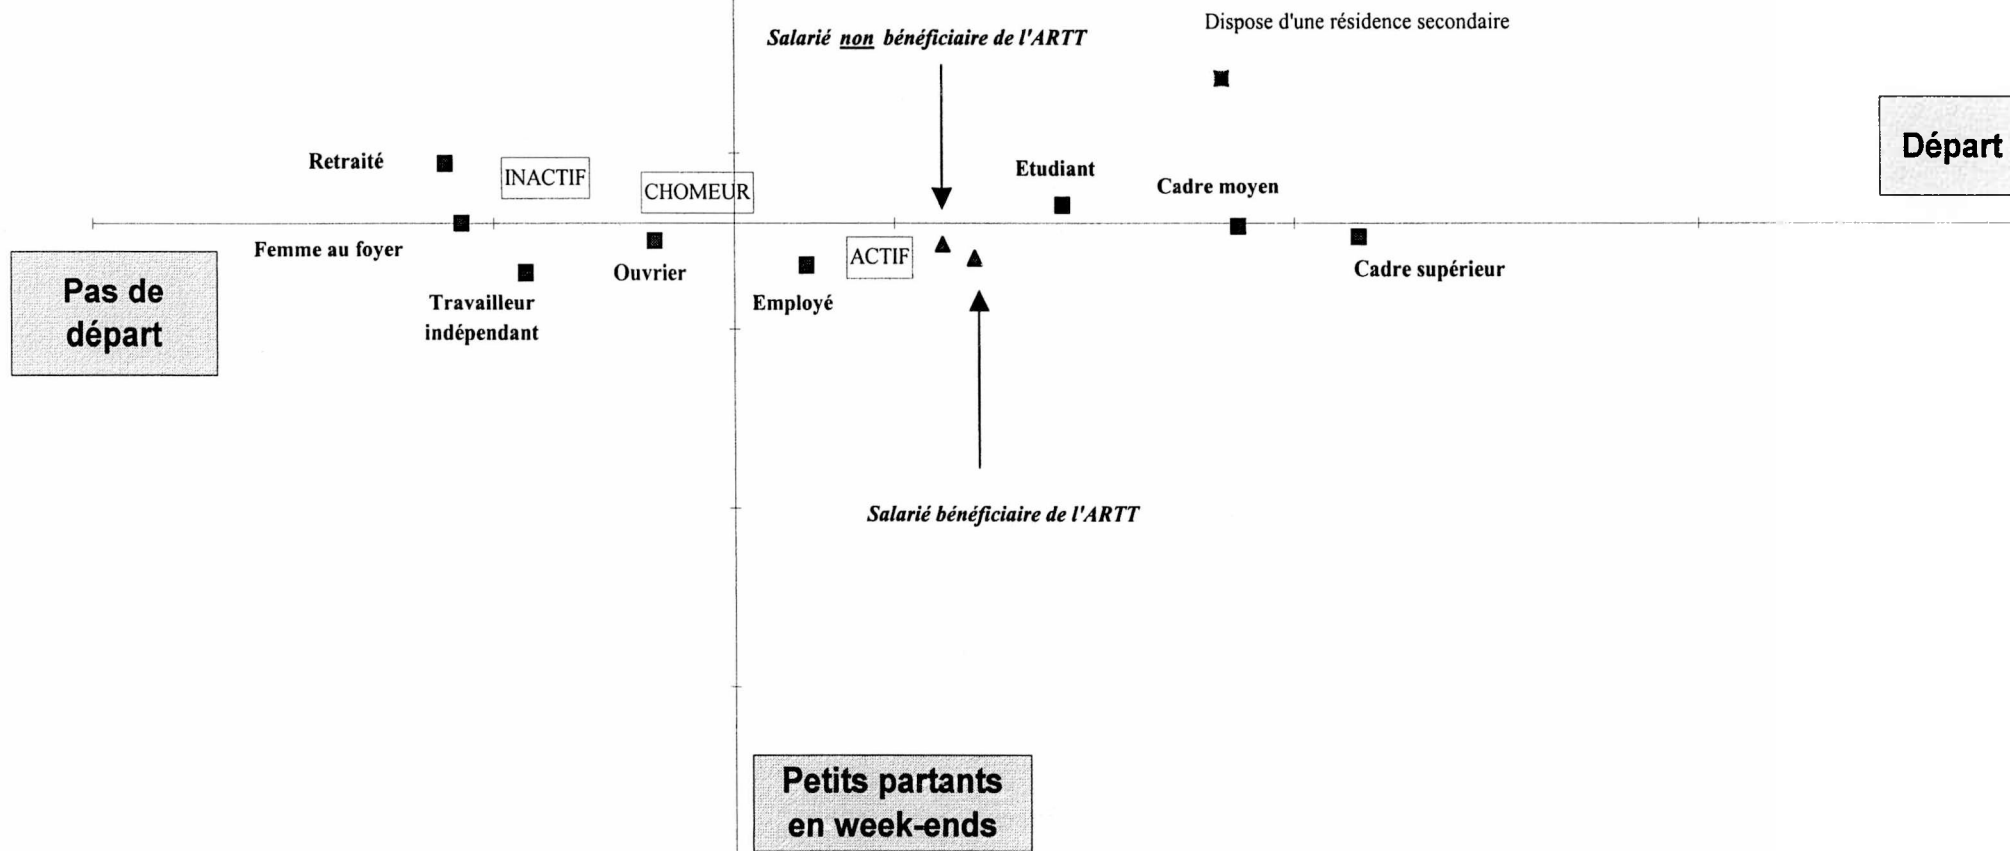 Dispose d'une résidence secondaire
Salarié non bénéficiaire de l'ARTT
Départ
Retraité
INACTIF
CHOMEUR
Etudiant
Cadre moyen
Femme au foyer
Ouvrier
ACTIF
Cadre supérieur
Pas de
départ
Travailleur
indépendant
Employé
Salarié bénéficiaire de l'ARTT
Petits partants
en week-ends